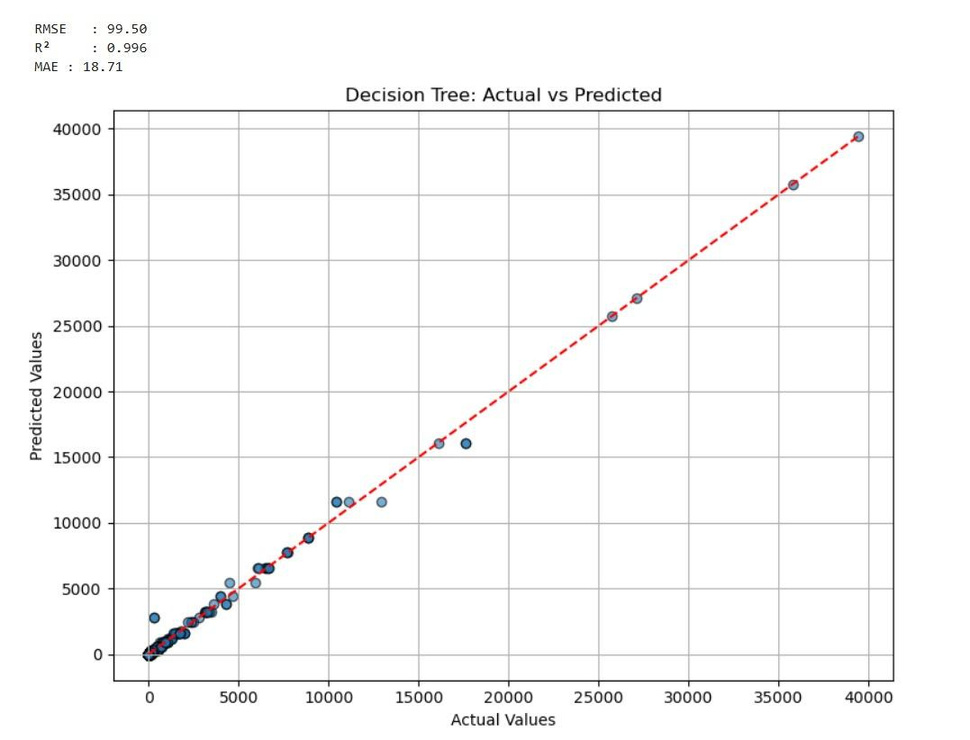 RMSE   : 99.50
R²     : 0.996
MAE : 18.71
Decision Tree: Actual vs Predicted
40000
35000
30000
25000
20000
15000
10000
5000
0
Predicted Values
0 5000 10000 15000 20000 25000 30000 35000 40000
Actual Values